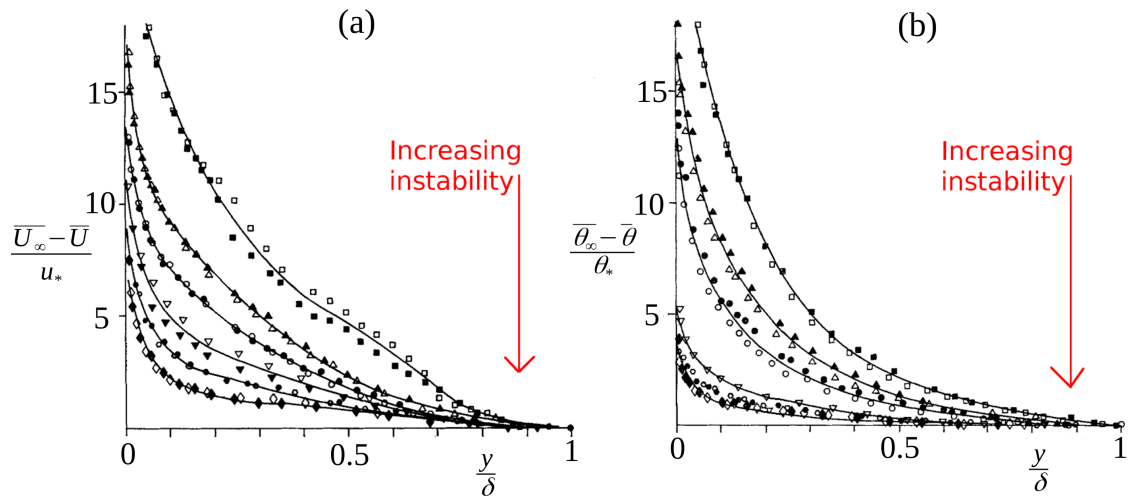 (a)
15
10
5
U∞ − U
u*
Increasing
instability
0
0.5
1
y
δ
(b)
15
10
5
θ∞ − θ
θ*
Increasing
instability
0
0.5
1
y
δ